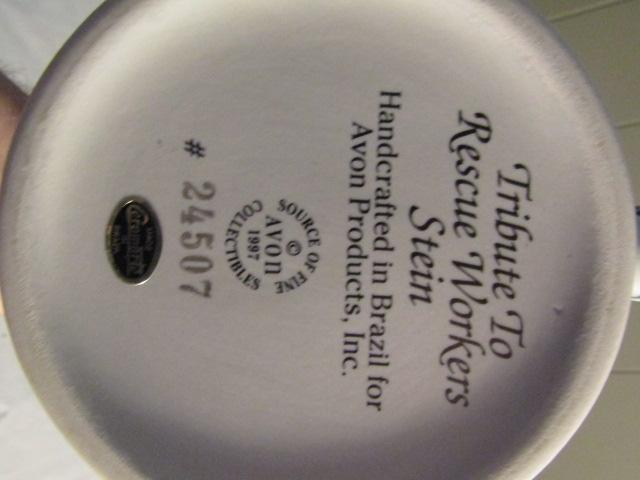 Tribute To
Rescue Workers
Stein
Handcrafted in Brazil for
Avon Products, Inc.
SOURCE OF FINE
©
Avon
1997
COLLECTIBLES
# 24507
Ceramarte